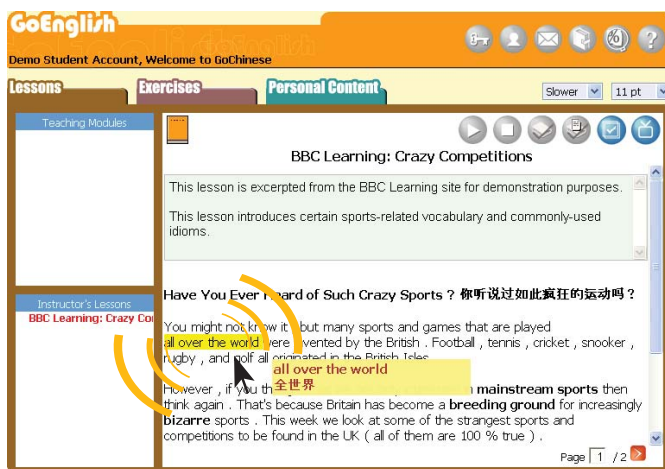 GoEnglish
Demo Student Account, Welcome to GoChinese
Lessons
Exercises
Personal Content
Slower
11 pt
Teaching Modules
BBC Learning: Crazy Competitions
This lesson is excerpted from the BBC Learning site for demonstration purposes.
This lesson introduces certain sports-related vocabulary and commonly-used
idioms.
Instructor's Lessons
BBC Learning: Crazy Co
Have You Ever Heard of Such Crazy Sports ? 你听说过如此疯狂的运动吗 ?
You might not know it but many sports and games that are played
all over the world were invented by the British . Football , tennis , cricket , snooker ,
rugby , and golf all originated in the British Isles
all over the world
全世界
However , if you th mainstream sports then
think again . That's because Britain has become a breeding ground for increasingly
bizarre sports . This week we look at some of the strangest sports and
competitions to be found in the UK ( all of them are 100 % true ) .
Page 1 / 2